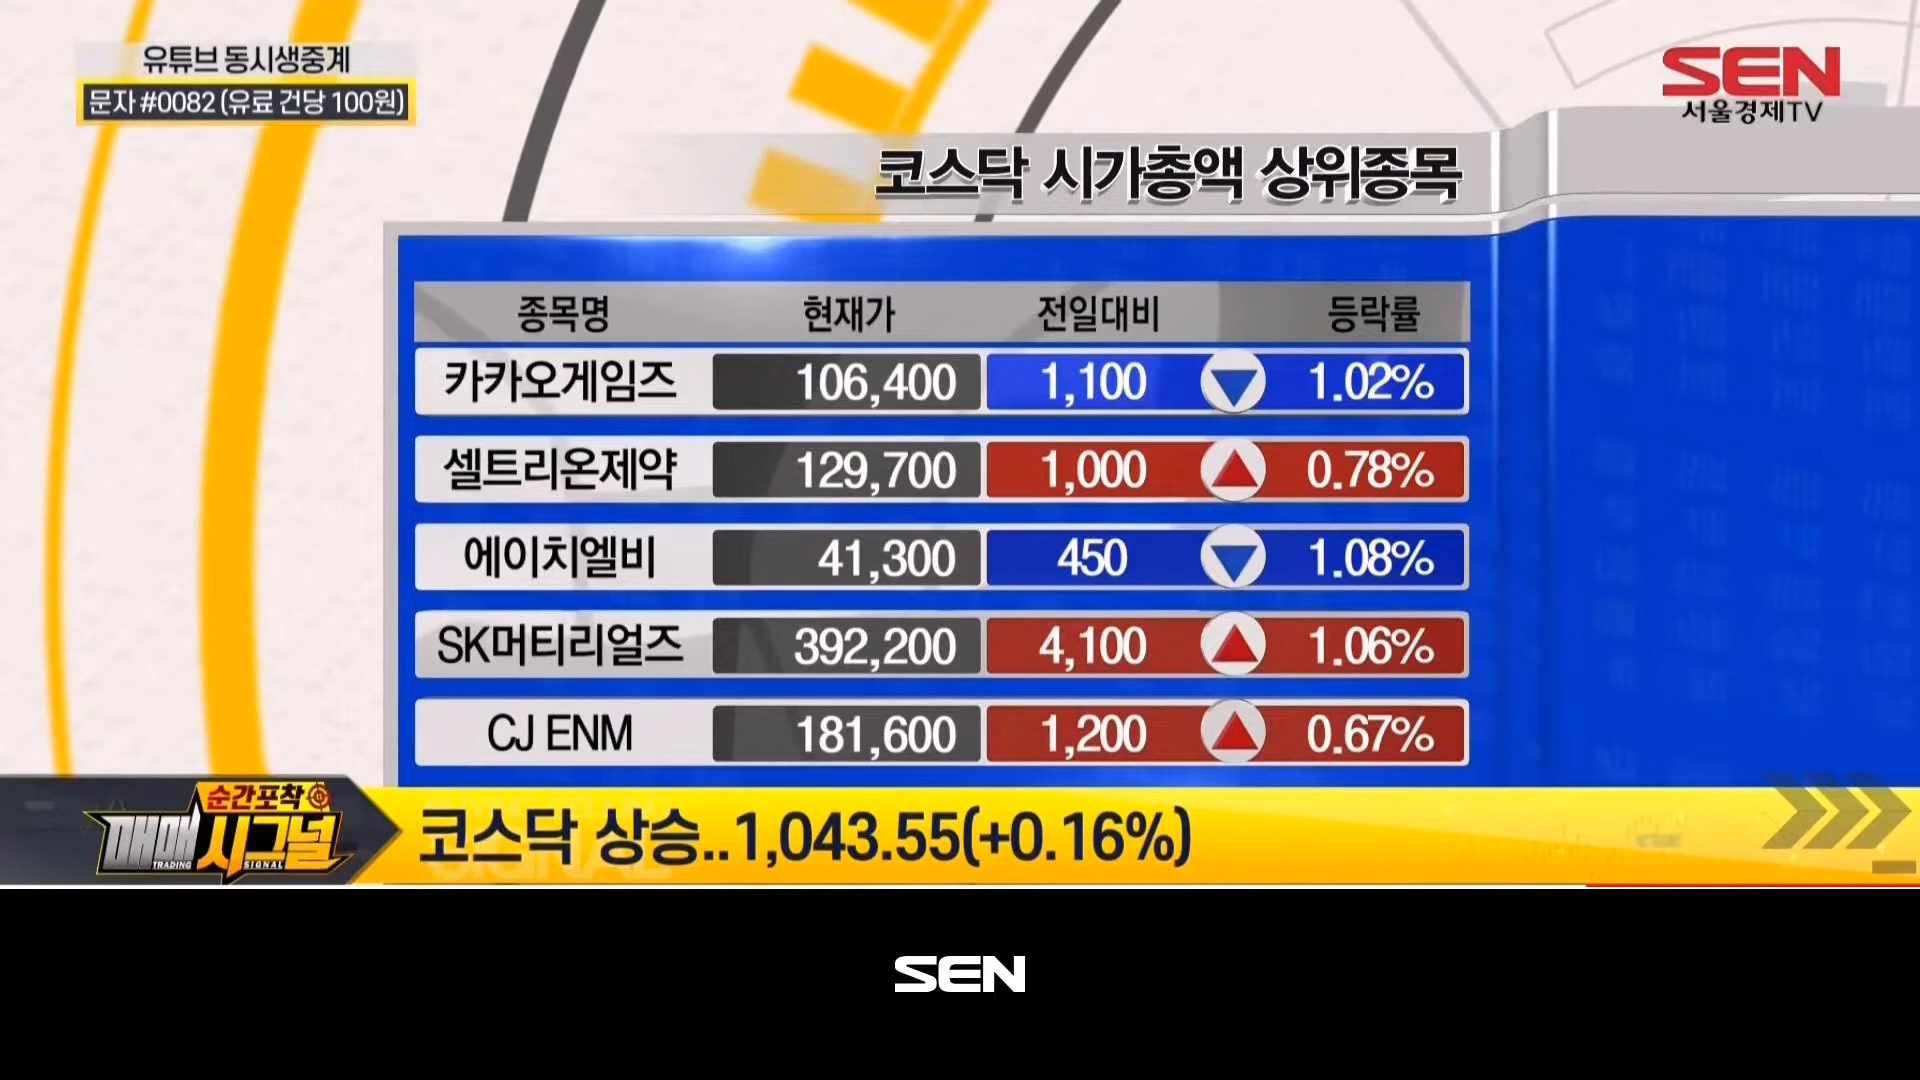 유튜브 동시생중계
문자 #0082 (유료 건당 100원)
SEN
서울경제TV
코스닥 시가총액 상위종목
종목명 현재가 전일대비 등락률
카카오게임즈 106,400 1,100 ▼ 1.02%
셀트리온제약 129,700 1,000 ▲ 0.78%
에이치엘비 41,300 450 ▼ 1.08%
SK머티리얼즈 392,200 4,100 ▲ 1.06%
CJ ENM 181,600 1,200 ▲ 0.67%
순간포착
매매 시그널
TRADING SIGNAL
코스닥 상승..1,043.55(+0.16%)
SEN